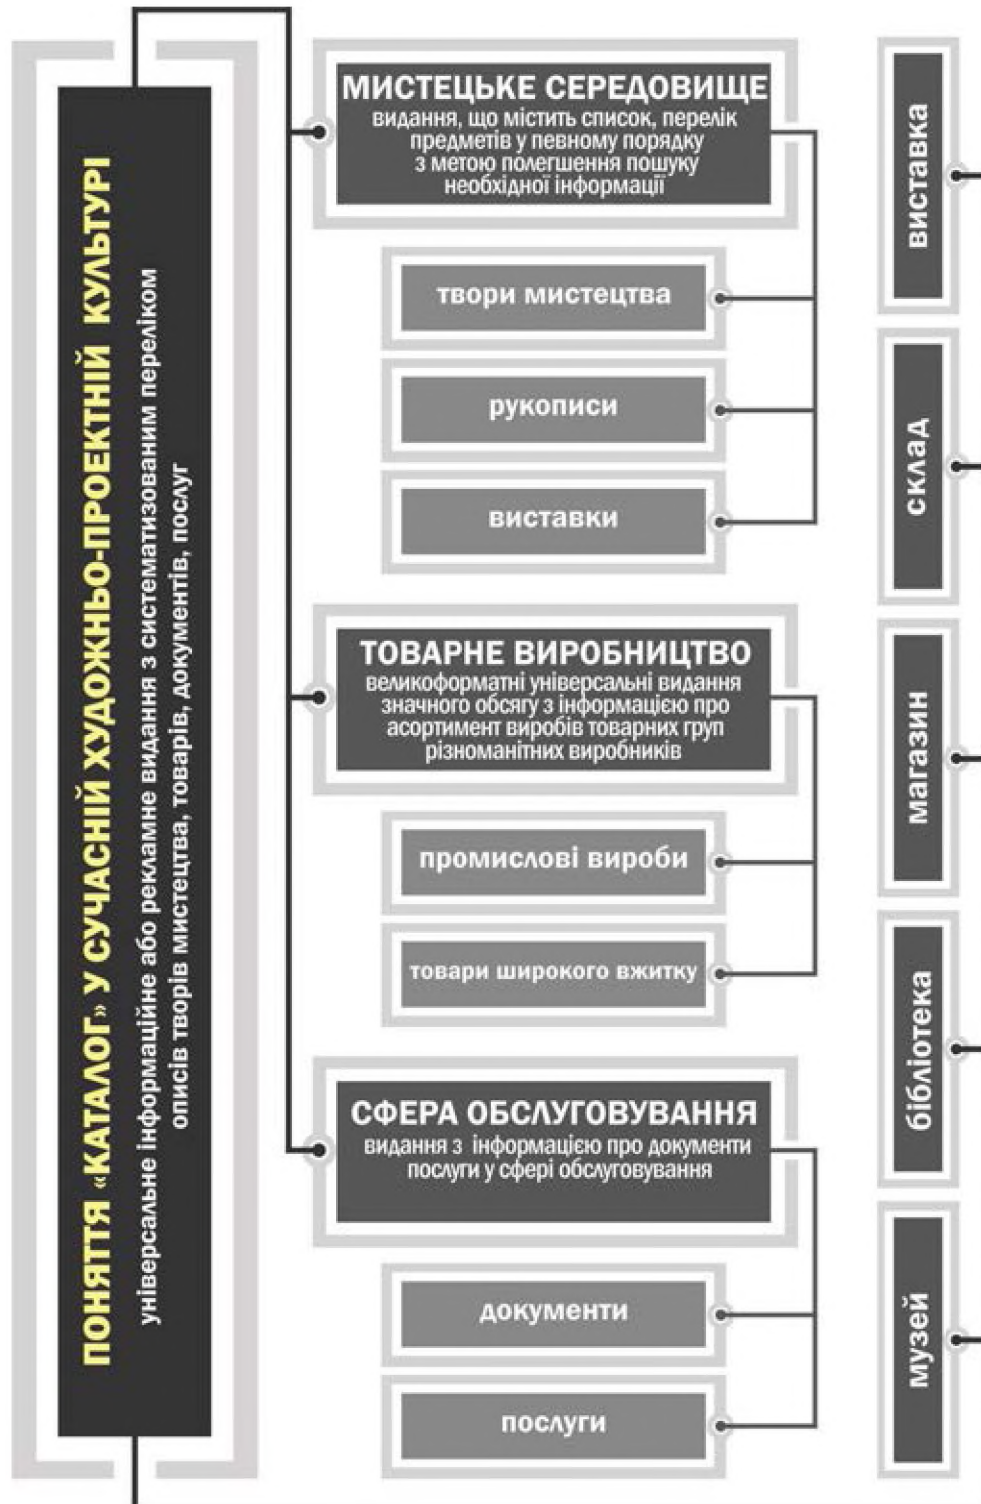 ПОНЯТТЯ «КАТАЛОГ» У СУЧАСНІЙ ХУДОЖНЬО-ПРОЕКТНІЙ КУЛЬТУРІ
універсальне інформаційне або рекламне видання з систематизованим переліком
описів творів мистецтва, товарів, документів, послуг
МИСТЕЦЬКЕ СЕРЕДОВИЩЕ
видання, що містить список, перелік
предметів у певному порядку
з метою полегшення пошуку
необхідної інформації
твори мистецтва
рукописи
виставки
ТОВАРНЕ ВИРОБНИЦТВО
великоформатні універсальні видання
значного обсягу з інформацією про
асортимент виробів товарних груп
різноманітних виробників
промислові вироби
товари широкого вжитку
СФЕРА ОБСЛУГОВУВАННЯ
видання з інформацією про документи
послуги у сфері обслуговування
документи
послуги
виставка
склад
магазин
бібліотека
музей